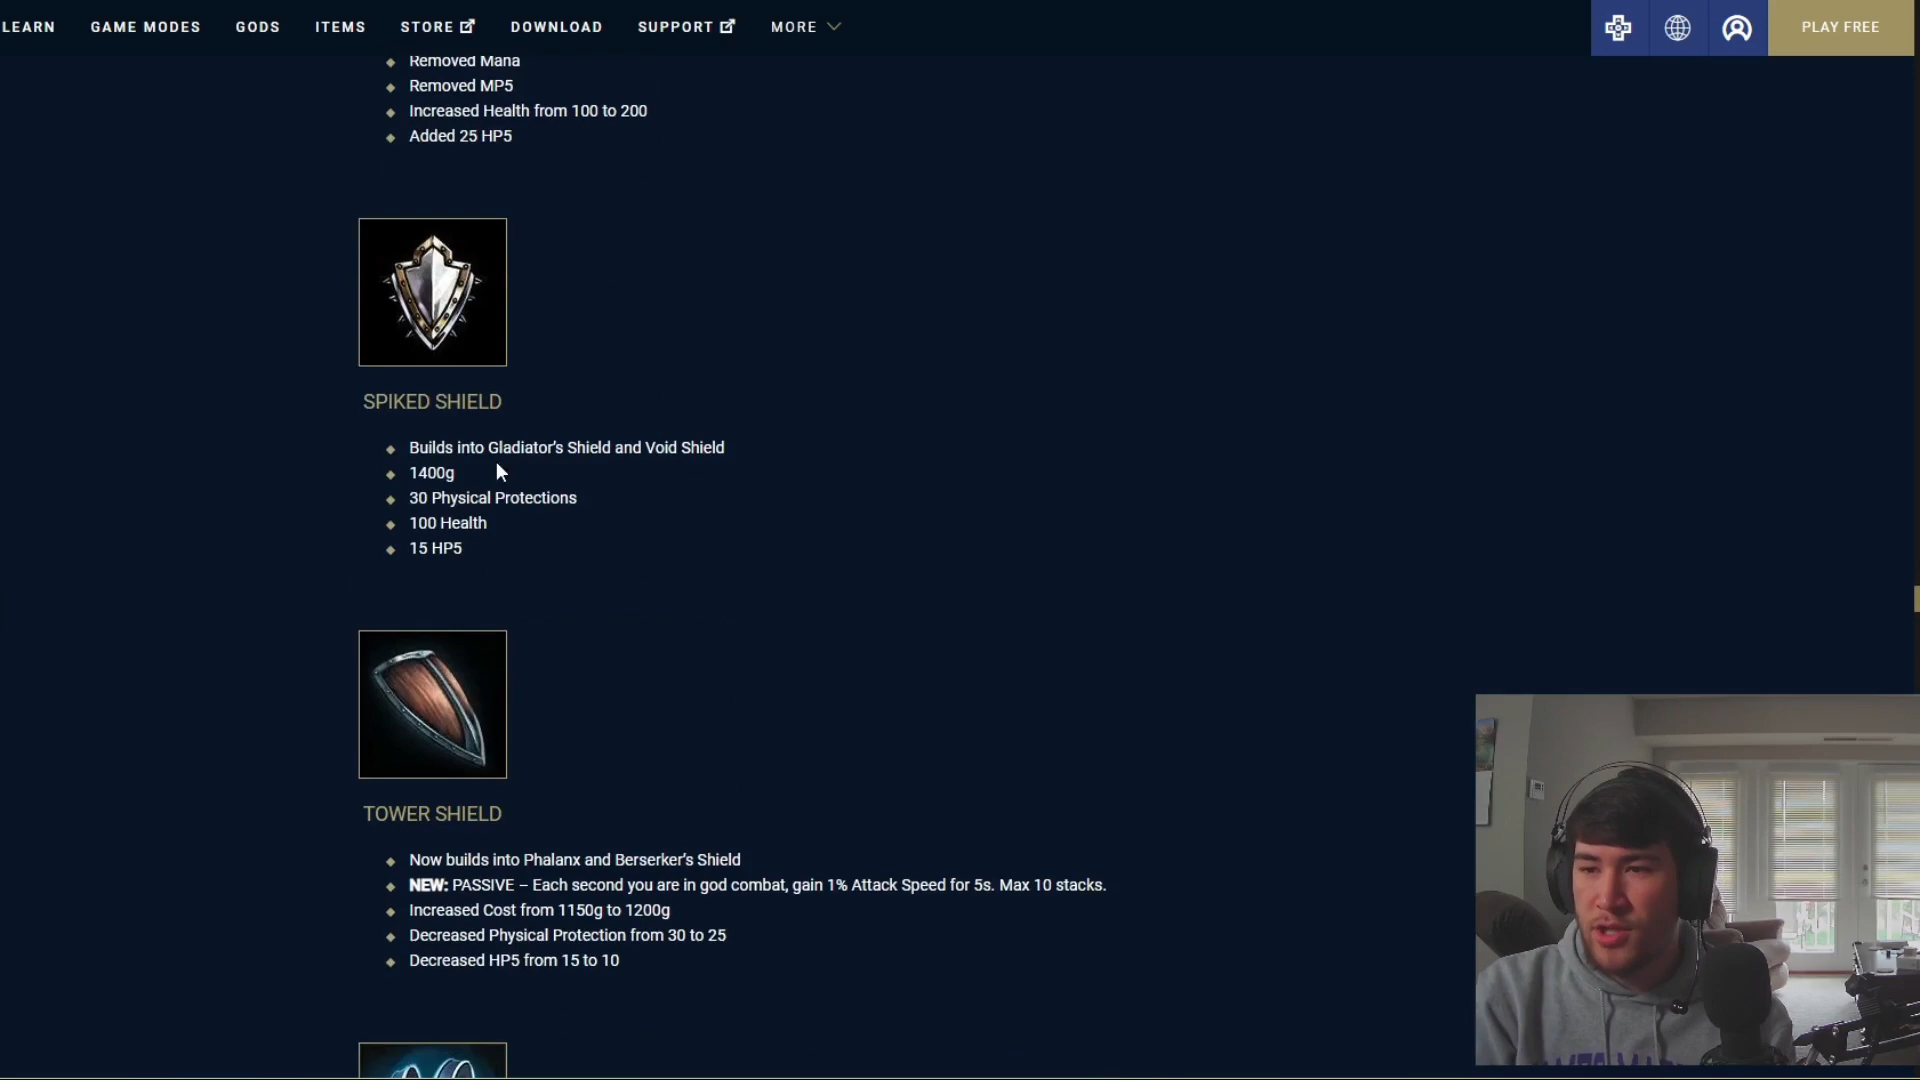 LEARN GAME MODES GODS ITEMS STORE DOWNLOAD SUPPORT MORE PLAY FREE
Removed Mana
Removed MP5
Increased Health from 100 to 200
Added 25 HP5
SPIKED SHIELD
Builds into Gladiator's Shield and Void Shield
1400g
30 Physical Protections
100 Health
15 HP5
TOWER SHIELD
Now builds into Phalanx and Berserker's Shield
NEW: PASSIVE – Each second you are in god combat, gain 1% Attack Speed for 5s. Max 10 stacks.
Increased Cost from 1150g to 1200g
Decreased Physical Protection from 30 to 25
Decreased HP5 from 15 to 10